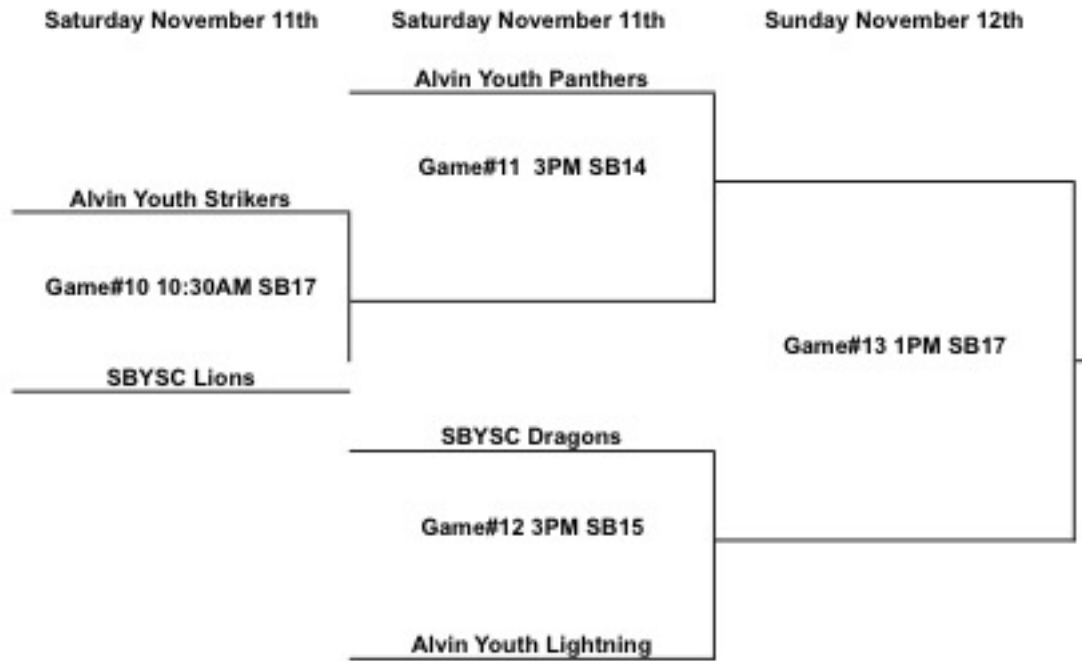 Saturday November 11th
Saturday November 11th
Sunday November 12th
Alvin Youth Panthers
Game#11 3PM SB14
Alvin Youth Strikers
Game#10 10:30AM SB17
Game#13 1PM SB17
SBYSC Lions
SBYSC Dragons
Game#12 3PM SB15
Alvin Youth Lightning